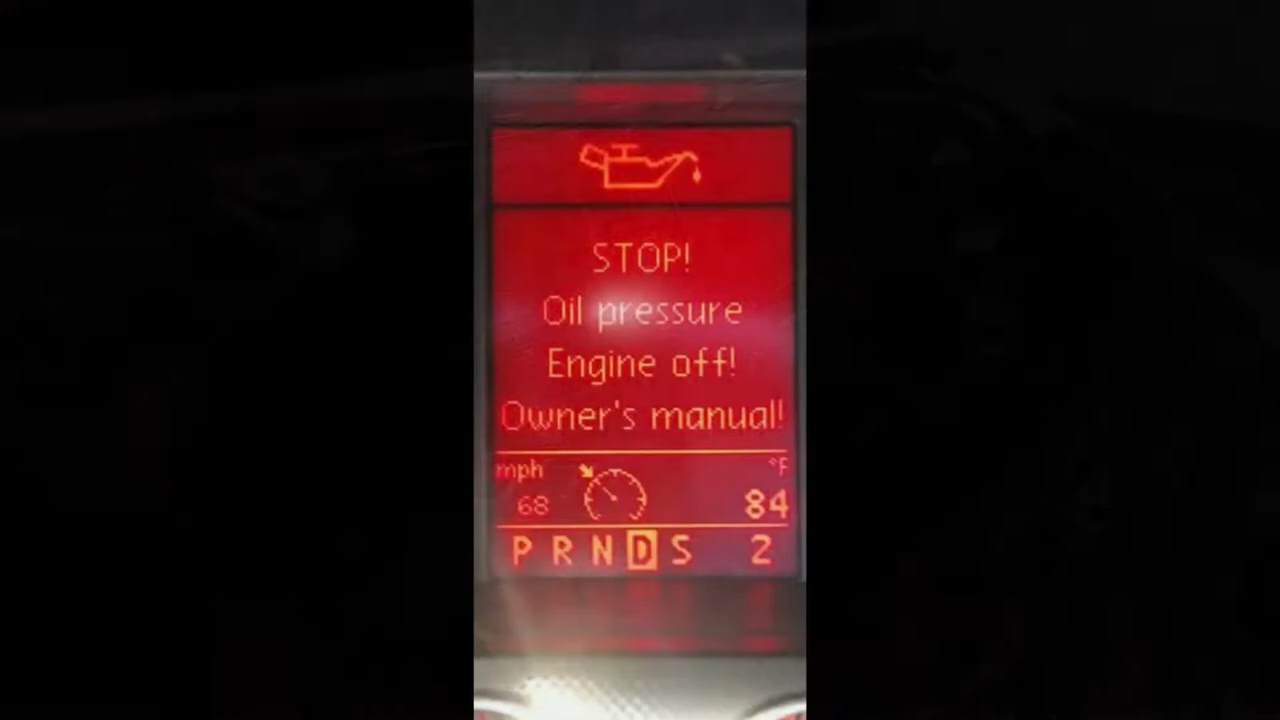 STOP!
Oil pressure
Engine off!
Owner's manual!
mph °F
68 84
P R N D S 2